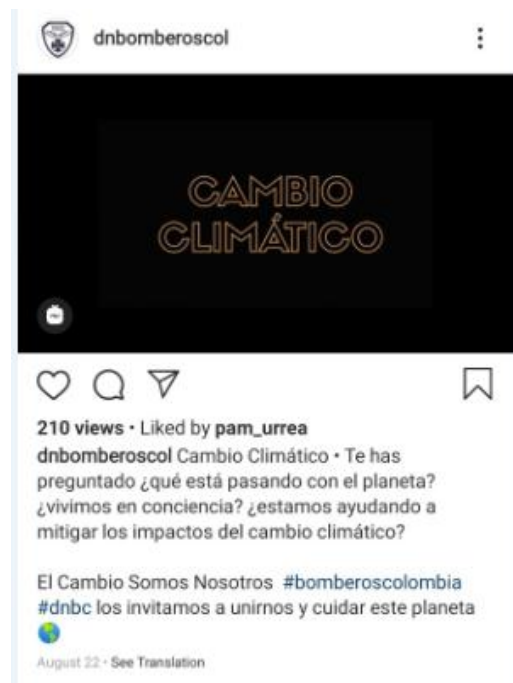 dnbomberoscol
CAMBIO
CLIMÁTICO
210 views • Liked by pam_urrea
dnbomberoscol Cambio Climático • Te has
preguntado ¿qué está pasando con el planeta?
¿vivimos en conciencia? ¿estamos ayudando a
mitigar los impactos del cambio climático?
El Cambio Somos Nosotros #bomberoscolombia
#dnbc los invitamos a unirnos y cuidar este planeta
🌎
August 22 • See Translation